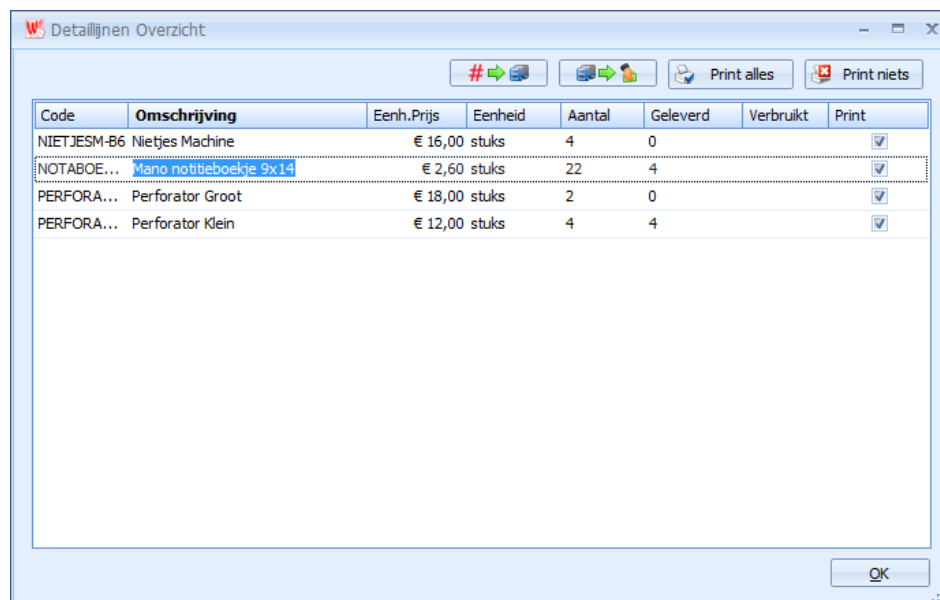 Detaillijnen Overzicht
# Print alles Print niets
Code Omschrijving Eenh.Prijs Eenheid Aantal Geleverd Verbruikt Print
NIETJESM-B6 Nietjes Machine € 16,00 stuks 4 0
NOTABOE... Mano notitieboekje 9x14 € 2,60 stuks 22 4
PERFORA... Perforator Groot € 18,00 stuks 2 0
PERFORA... Perforator Klein € 12,00 stuks 4 4
OK